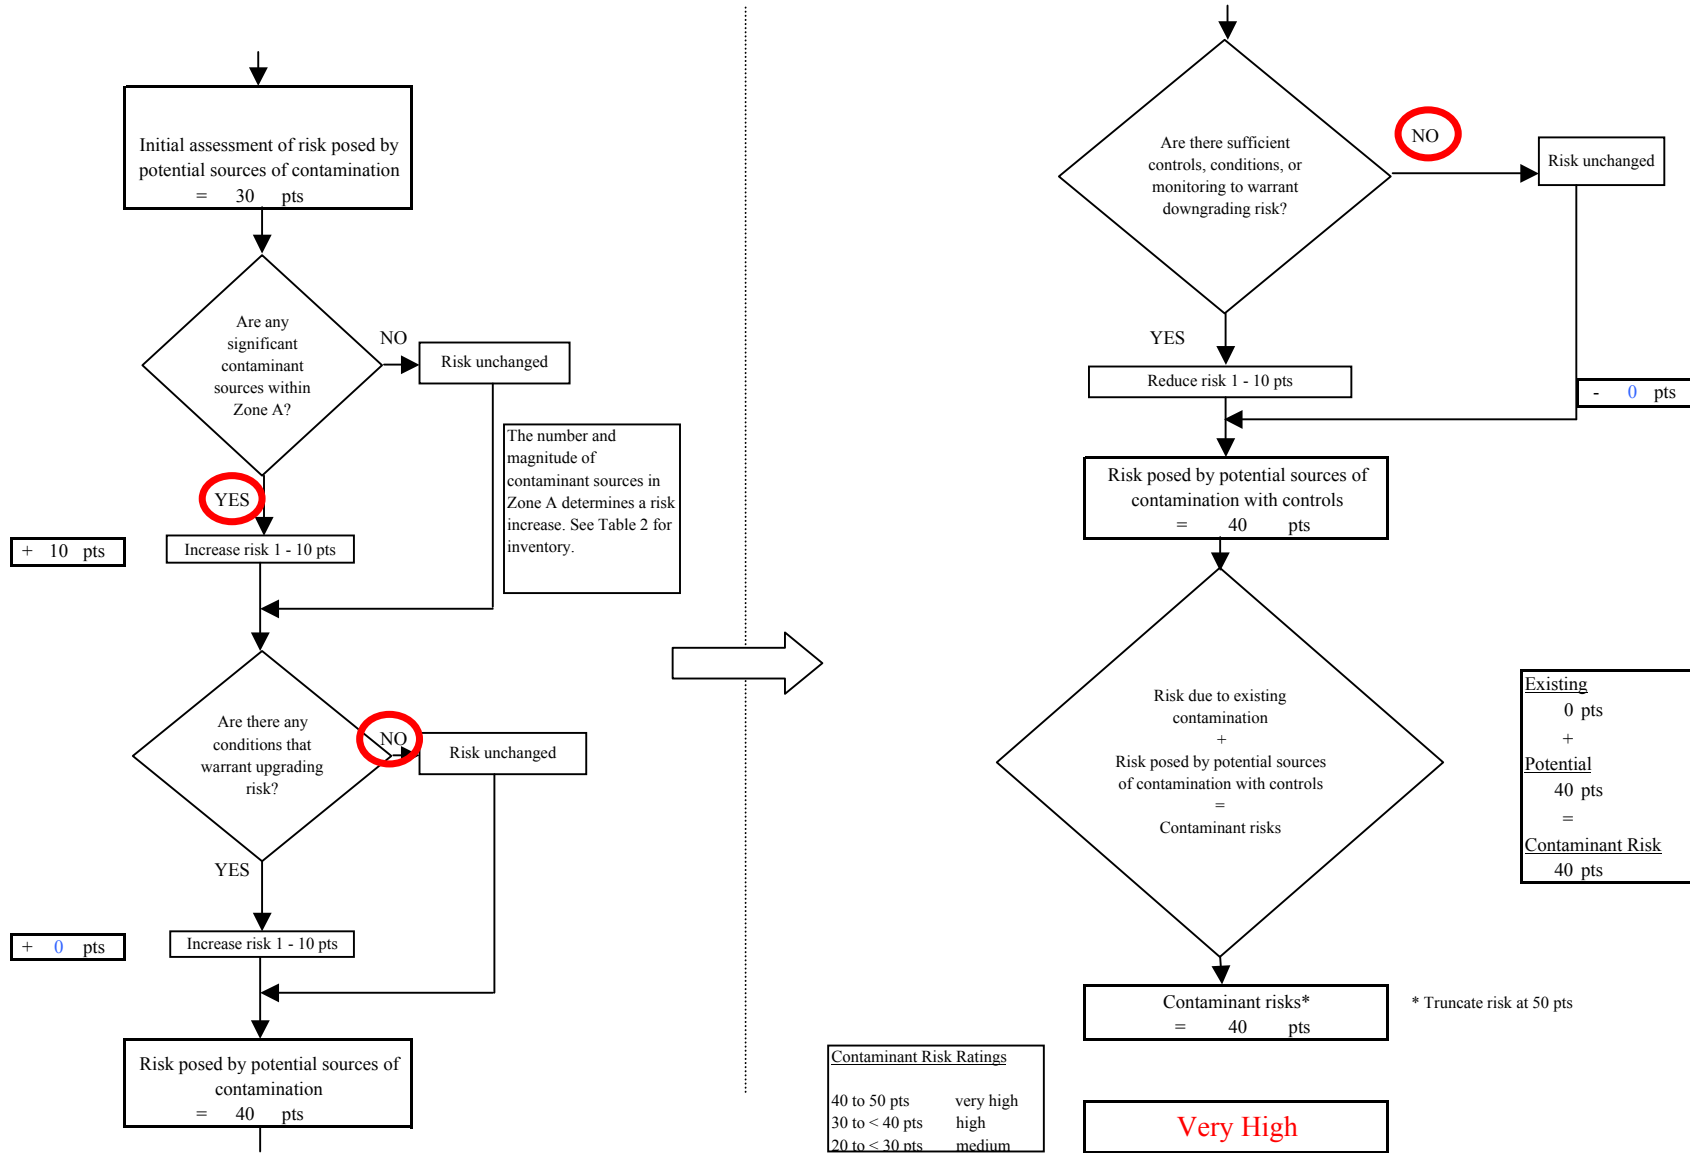 Initial assessment of risk posed by
potential sources of contamination
= 30 pts
Are any
significant
contaminant
sources within
Zone A?
NO
Risk unchanged
The number and
magnitude of
contaminant sources in
Zone A determines a risk
increase. See Table 2 for
inventory.
YES
+ 10 pts
Increase risk 1 - 10 pts
Are there any
conditions that
warrant upgrading
risk?
NO
Risk unchanged
YES
+ 0 pts
Increase risk 1 - 10 pts
Risk posed by potential sources of
contamination
= 40 pts
Are there sufficient
controls, conditions, or
monitoring to warrant
downgrading risk?
NO
Risk unchanged
YES
Reduce risk 1 - 10 pts
- 0 pts
Risk posed by potential sources of
contamination with controls
= 40 pts
Risk due to existing
contamination
+
Risk posed by potential sources
of contamination with controls
=
Contaminant risks
Existing
0 pts
+
Potential
40 pts
=
Contaminant Risk
40 pts
Contaminant risks*
= 40 pts
* Truncate risk at 50 pts
Contaminant Risk Ratings
40 to 50 pts very high
30 to < 40 pts high
20 to < 30 pts medium
Very High